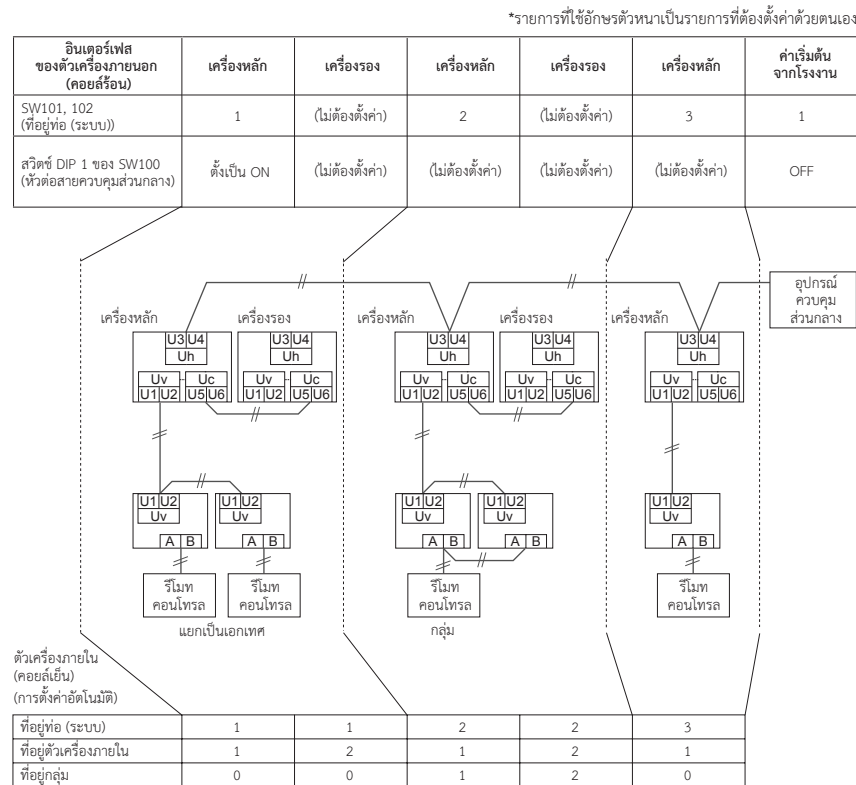 *รายการที่ใช้อักษรตัวหนาเป็นรายการที่ต้องตั้งค่าด้วยตนเอง
อินเตอร์เฟส
ของตัวเครื่องภายนอก
(คอยล์ร้อน)
เครื่องหลัก
เครื่องรอง
เครื่องหลัก
เครื่องรอง
เครื่องหลัก
ค่าเริ่มต้น
จากโรงงาน
SW101, 102
(ที่อยู่ท่อ (ระบบ))
1
(ไม่ต้องตั้งค่า)
2
(ไม่ต้องตั้งค่า)
3
1
สวิตช์ DIP 1 ของ SW100
(หัวต่อสายควบคุมส่วนกลาง)
ตั้งเป็น ON
(ไม่ต้องตั้งค่า)
(ไม่ต้องตั้งค่า)
(ไม่ต้องตั้งค่า)
(ไม่ต้องตั้งค่า)
OFF
อุปกรณ์
ควบคุม
ส่วนกลาง
เครื่องหลัก
เครื่องรอง
เครื่องหลัก
เครื่องรอง
เครื่องหลัก
U3 U4
U3 U4
U3 U4
U3 U4
U3 U4
Uh
Uh
Uh
Uh
Uh
Uv Uc
Uv Uc
Uv Uc
Uv Uc
Uv Uc
U1 U2 U5 U6
U1 U2 U5 U6
U1 U2 U5 U6
U1 U2 U5 U6
U1 U2 U5 U6
U1 U2
U1 U2
U1 U2
U1 U2
U1 U2
Uv
Uv
Uv
Uv
Uv
A B
A B
A B
A B
A B
รีโมท
คอนโทรล
รีโมท
คอนโทรล
รีโมท
คอนโทรล
รีโมท
คอนโทรล
แยกเป็นเอกเทศ
กลุ่ม
ตัวเครื่องภายใน
(คอยล์เย็น)
(การตั้งค่าอัตโนมัติ)
ที่อยู่ท่อ (ระบบ)
1
1
2
2
3
ที่อยู่ตัวเครื่องภายใน
1
2
1
2
1
ที่อยู่กลุ่ม
0
0
1
2
0